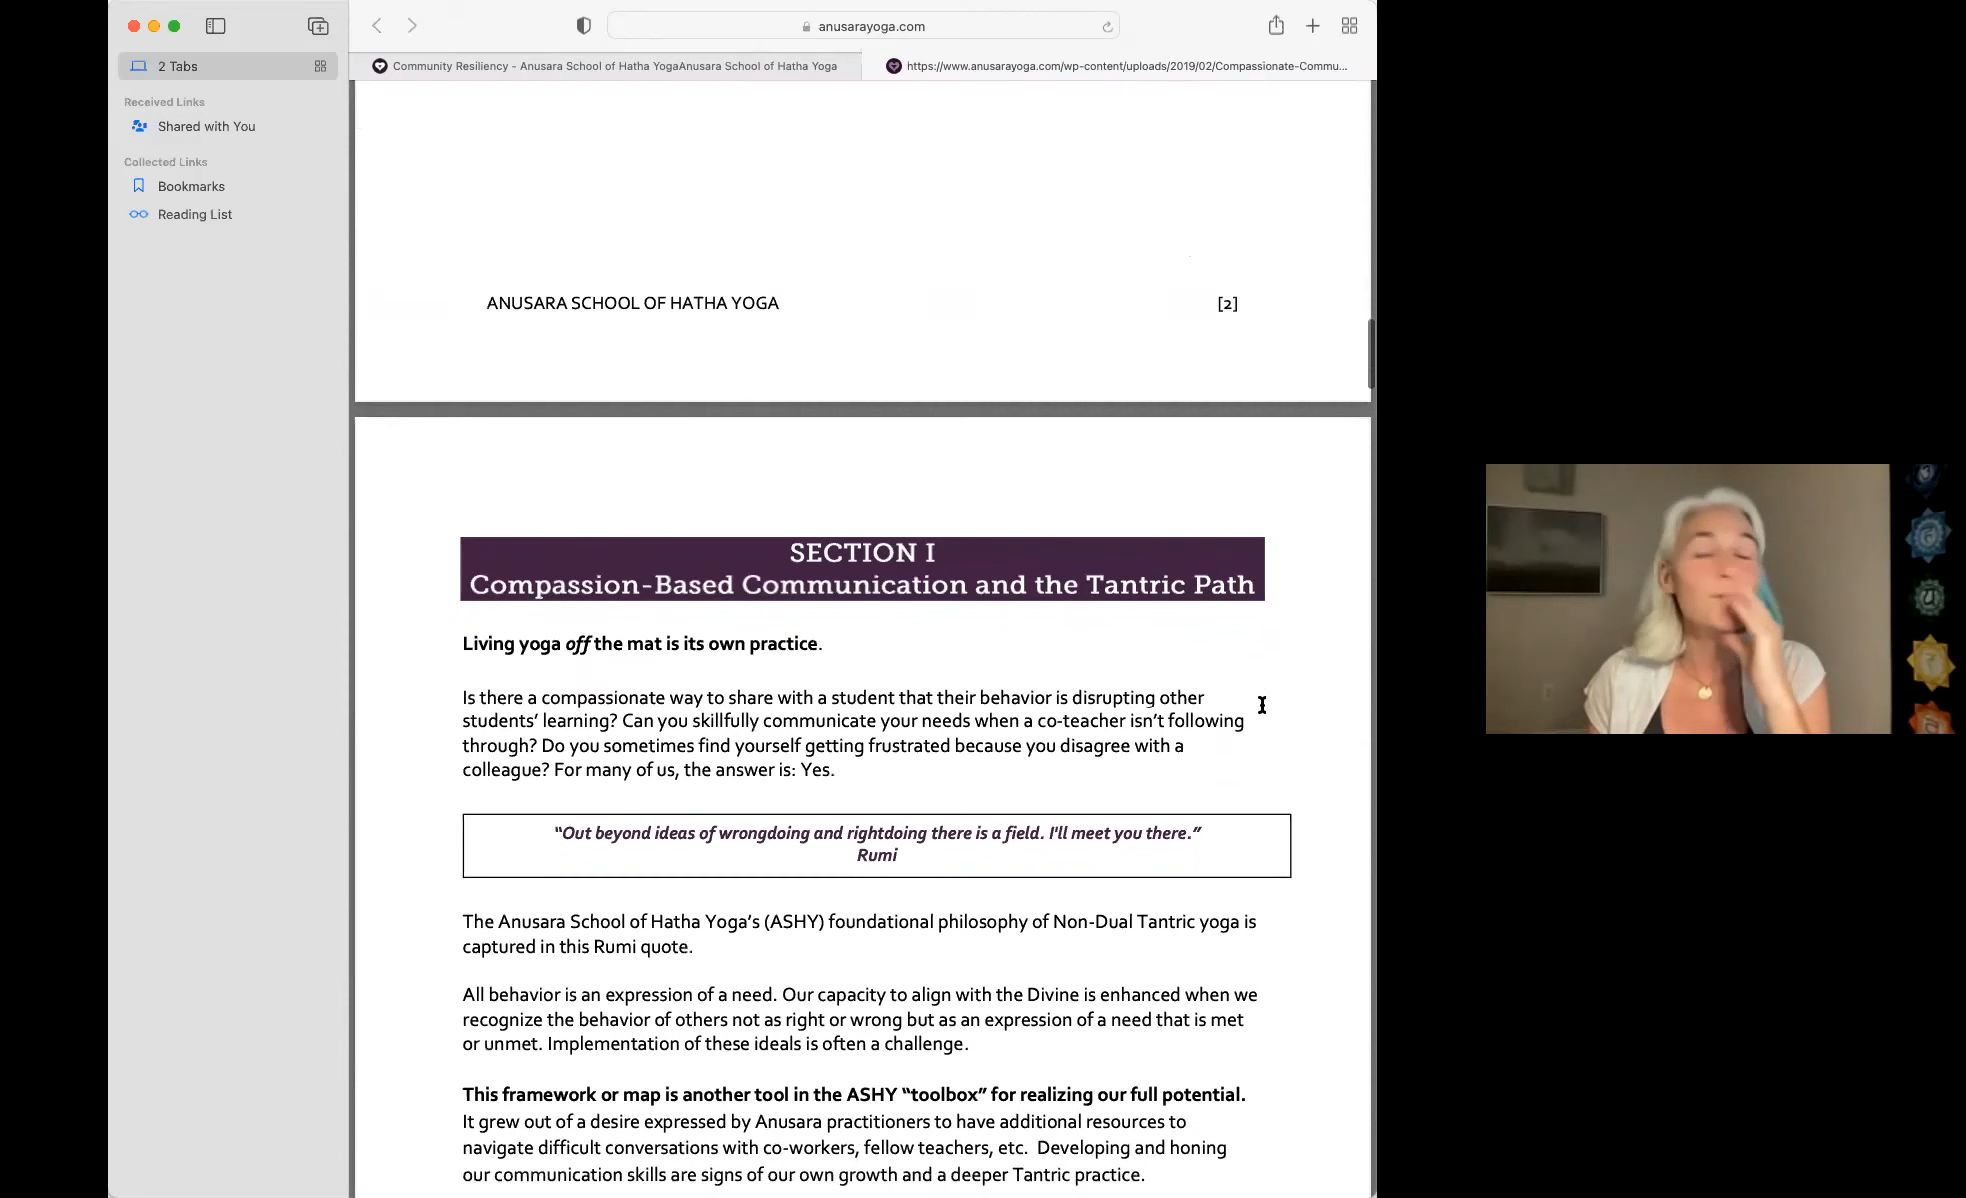 anusarayoga.com
2 Tabs
Community Resiliency - Anusara School of Hatha YogaAnusara School of Hatha Yoga
https://www.anusarayoga.com/wp-content/uploads/2019/02/Compassionate-Commu...
Received Links
Shared with You
Collected Links
Bookmarks
Reading List
ANUSARA SCHOOL OF HATHA YOGA [2]
SECTION I
Compassion-Based Communication and the Tantric Path
Living yoga off the mat is its own practice.
Is there a compassionate way to share with a student that their behavior is disrupting other
students’ learning? Can you skillfully communicate your needs when a co-teacher isn’t following
through? Do you sometimes find yourself getting frustrated because you disagree with a
colleague? For many of us, the answer is: Yes.
“Out beyond ideas of wrongdoing and rightdoing there is a field. I'll meet you there.”
Rumi
The Anusara School of Hatha Yoga’s (ASHY) foundational philosophy of Non-Dual Tantric yoga is
captured in this Rumi quote.
All behavior is an expression of a need. Our capacity to align with the Divine is enhanced when we
recognize the behavior of others not as right or wrong but as an expression of a need that is met
or unmet. Implementation of these ideals is often a challenge.
This framework or map is another tool in the ASHY “toolbox” for realizing our full potential.
It grew out of a desire expressed by Anusara practitioners to have additional resources to
navigate difficult conversations with co-workers, fellow teachers, etc. Developing and honing
our communication skills are signs of our own growth and a deeper Tantric practice.